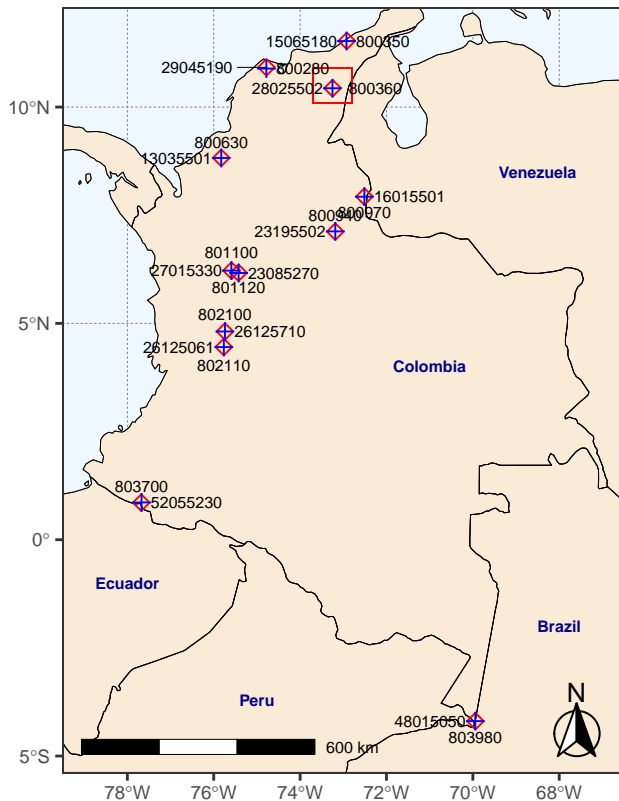 15065180 800350
29045190 800280
28025502 800360
10°N
800630
13035501
Venezuela
16015501
800940 800970
23195502
801100
27015330 23085270
801120
802100
5°N
26125710
26125061
802110
Colombia
803700
52055230
0°
Ecuador
Brazil
Peru
N
48015050
803980
600 km
5°S
78°W 76°W 74°W 72°W 70°W 68°W